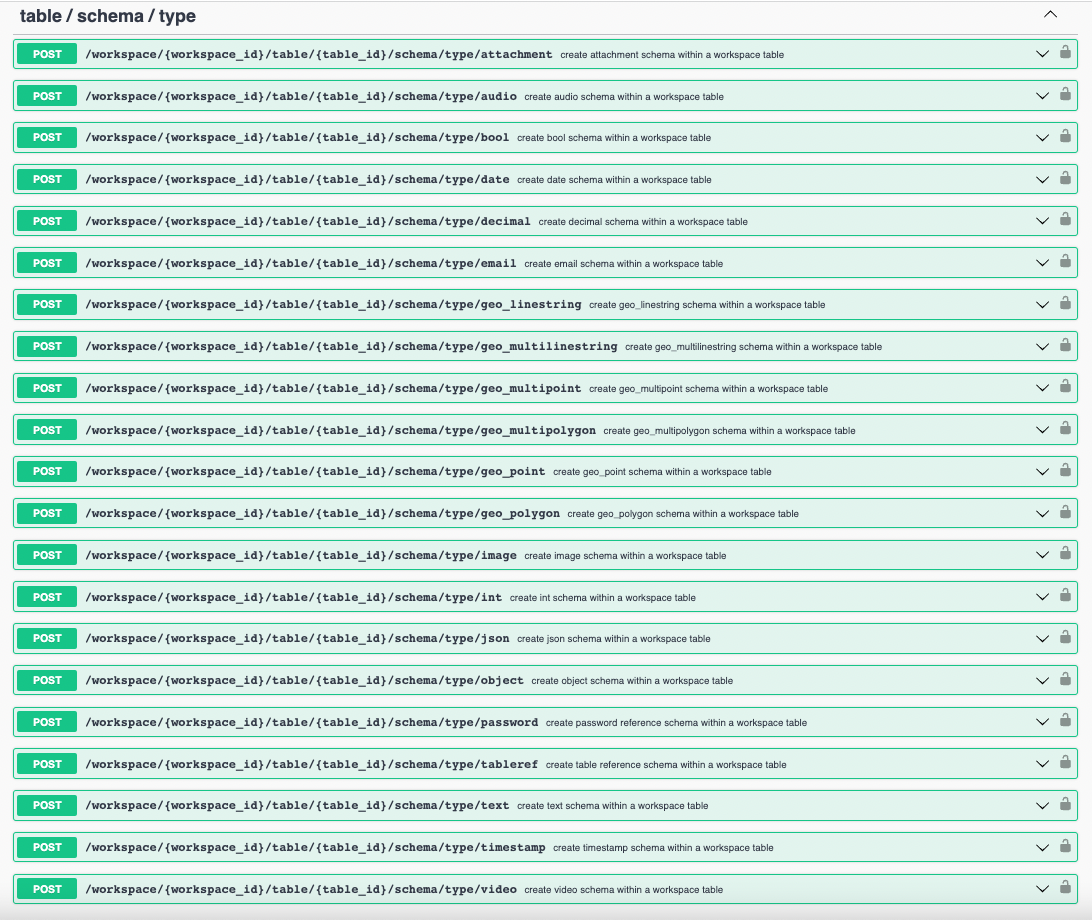 table / schema / type
POST /workspace/{workspace_id}/table/{table_id}/schema/type/attachment create attachment schema within a workspace table
POST /workspace/{workspace_id}/table/{table_id}/schema/type/audio create audio schema within a workspace table
POST /workspace/{workspace_id}/table/{table_id}/schema/type/bool create bool schema within a workspace table
POST /workspace/{workspace_id}/table/{table_id}/schema/type/date create date schema within a workspace table
POST /workspace/{workspace_id}/table/{table_id}/schema/type/decimal create decimal schema within a workspace table
POST /workspace/{workspace_id}/table/{table_id}/schema/type/email create email schema within a workspace table
POST /workspace/{workspace_id}/table/{table_id}/schema/type/geo_linestring create geo_linestring schema within a workspace table
POST /workspace/{workspace_id}/table/{table_id}/schema/type/geo_multilinestring create geo_multilinestring schema within a workspace table
POST /workspace/{workspace_id}/table/{table_id}/schema/type/geo_multipoint create geo_multipoint schema within a workspace table
POST /workspace/{workspace_id}/table/{table_id}/schema/type/geo_multipolygon create geo_multipolygon schema within a workspace table
POST /workspace/{workspace_id}/table/{table_id}/schema/type/geo_point create geo_point schema within a workspace table
POST /workspace/{workspace_id}/table/{table_id}/schema/type/geo_polygon create geo_polygon schema within a workspace table
POST /workspace/{workspace_id}/table/{table_id}/schema/type/image create image schema within a workspace table
POST /workspace/{workspace_id}/table/{table_id}/schema/type/int create int schema within a workspace table
POST /workspace/{workspace_id}/table/{table_id}/schema/type/json create json schema within a workspace table
POST /workspace/{workspace_id}/table/{table_id}/schema/type/object create object schema within a workspace table
POST /workspace/{workspace_id}/table/{table_id}/schema/type/password create password reference schema within a workspace table
POST /workspace/{workspace_id}/table/{table_id}/schema/type/tableref create table reference schema within a workspace table
POST /workspace/{workspace_id}/table/{table_id}/schema/type/text create text schema within a workspace table
POST /workspace/{workspace_id}/table/{table_id}/schema/type/timestamp create timestamp schema within a workspace table
POST /workspace/{workspace_id}/table/{table_id}/schema/type/video create video schema within a workspace table